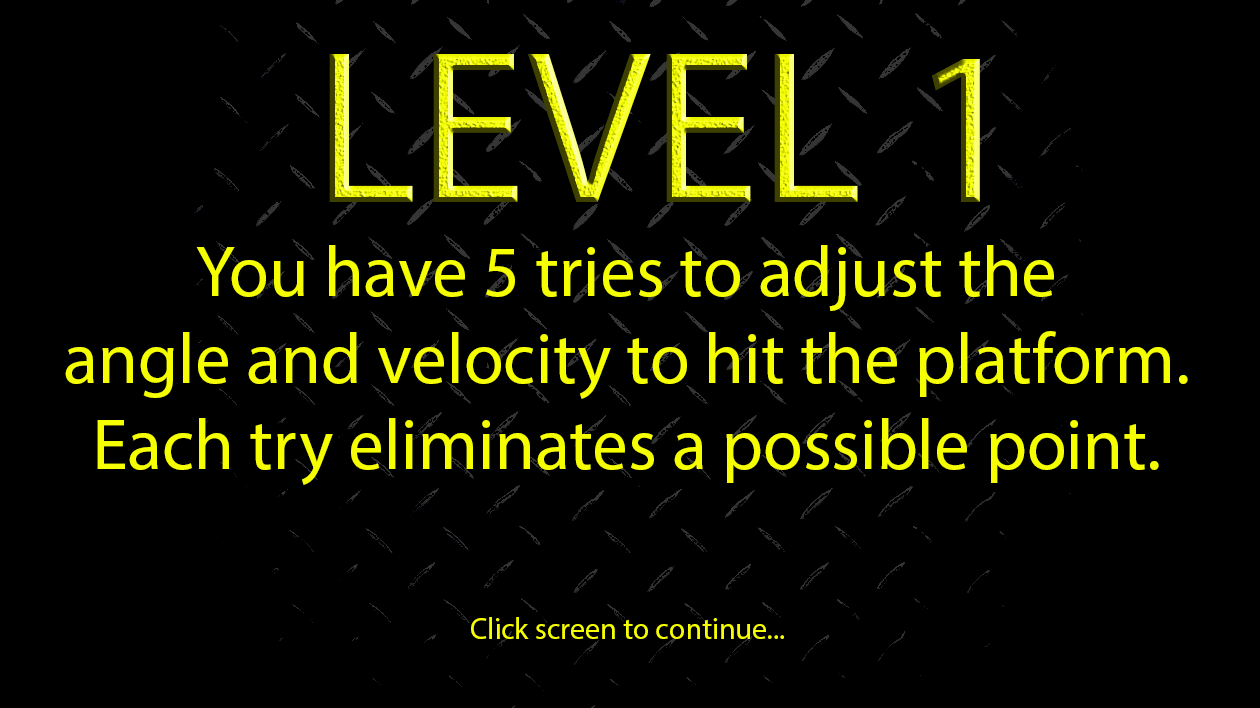 LEVEL 1
You have 5 tries to adjust the
angle and velocity to hit the platform.
Each try eliminates a possible point.
Click screen to continue...